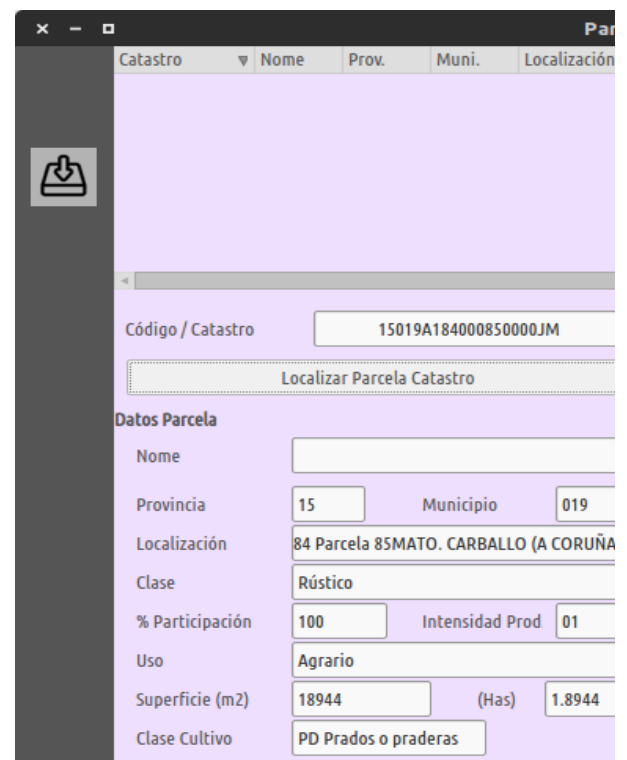 Par
Catastro Nome Prov. Muni. Localización
Código / Catastro 15019A184000850000JM
Localizar Parcela Catastro
Datos Parcela
Nome
Provincia 15 Municipio 019
Localización 84 Parcela 85MATO. CARBALLO (A CORUÑA
Clase Rústico
% Participación 100 Intensidad Prod 01
Uso Agrario
Superficie (m2) 18944 (Has) 1.8944
Clase Cultivo PD Prados o praderas